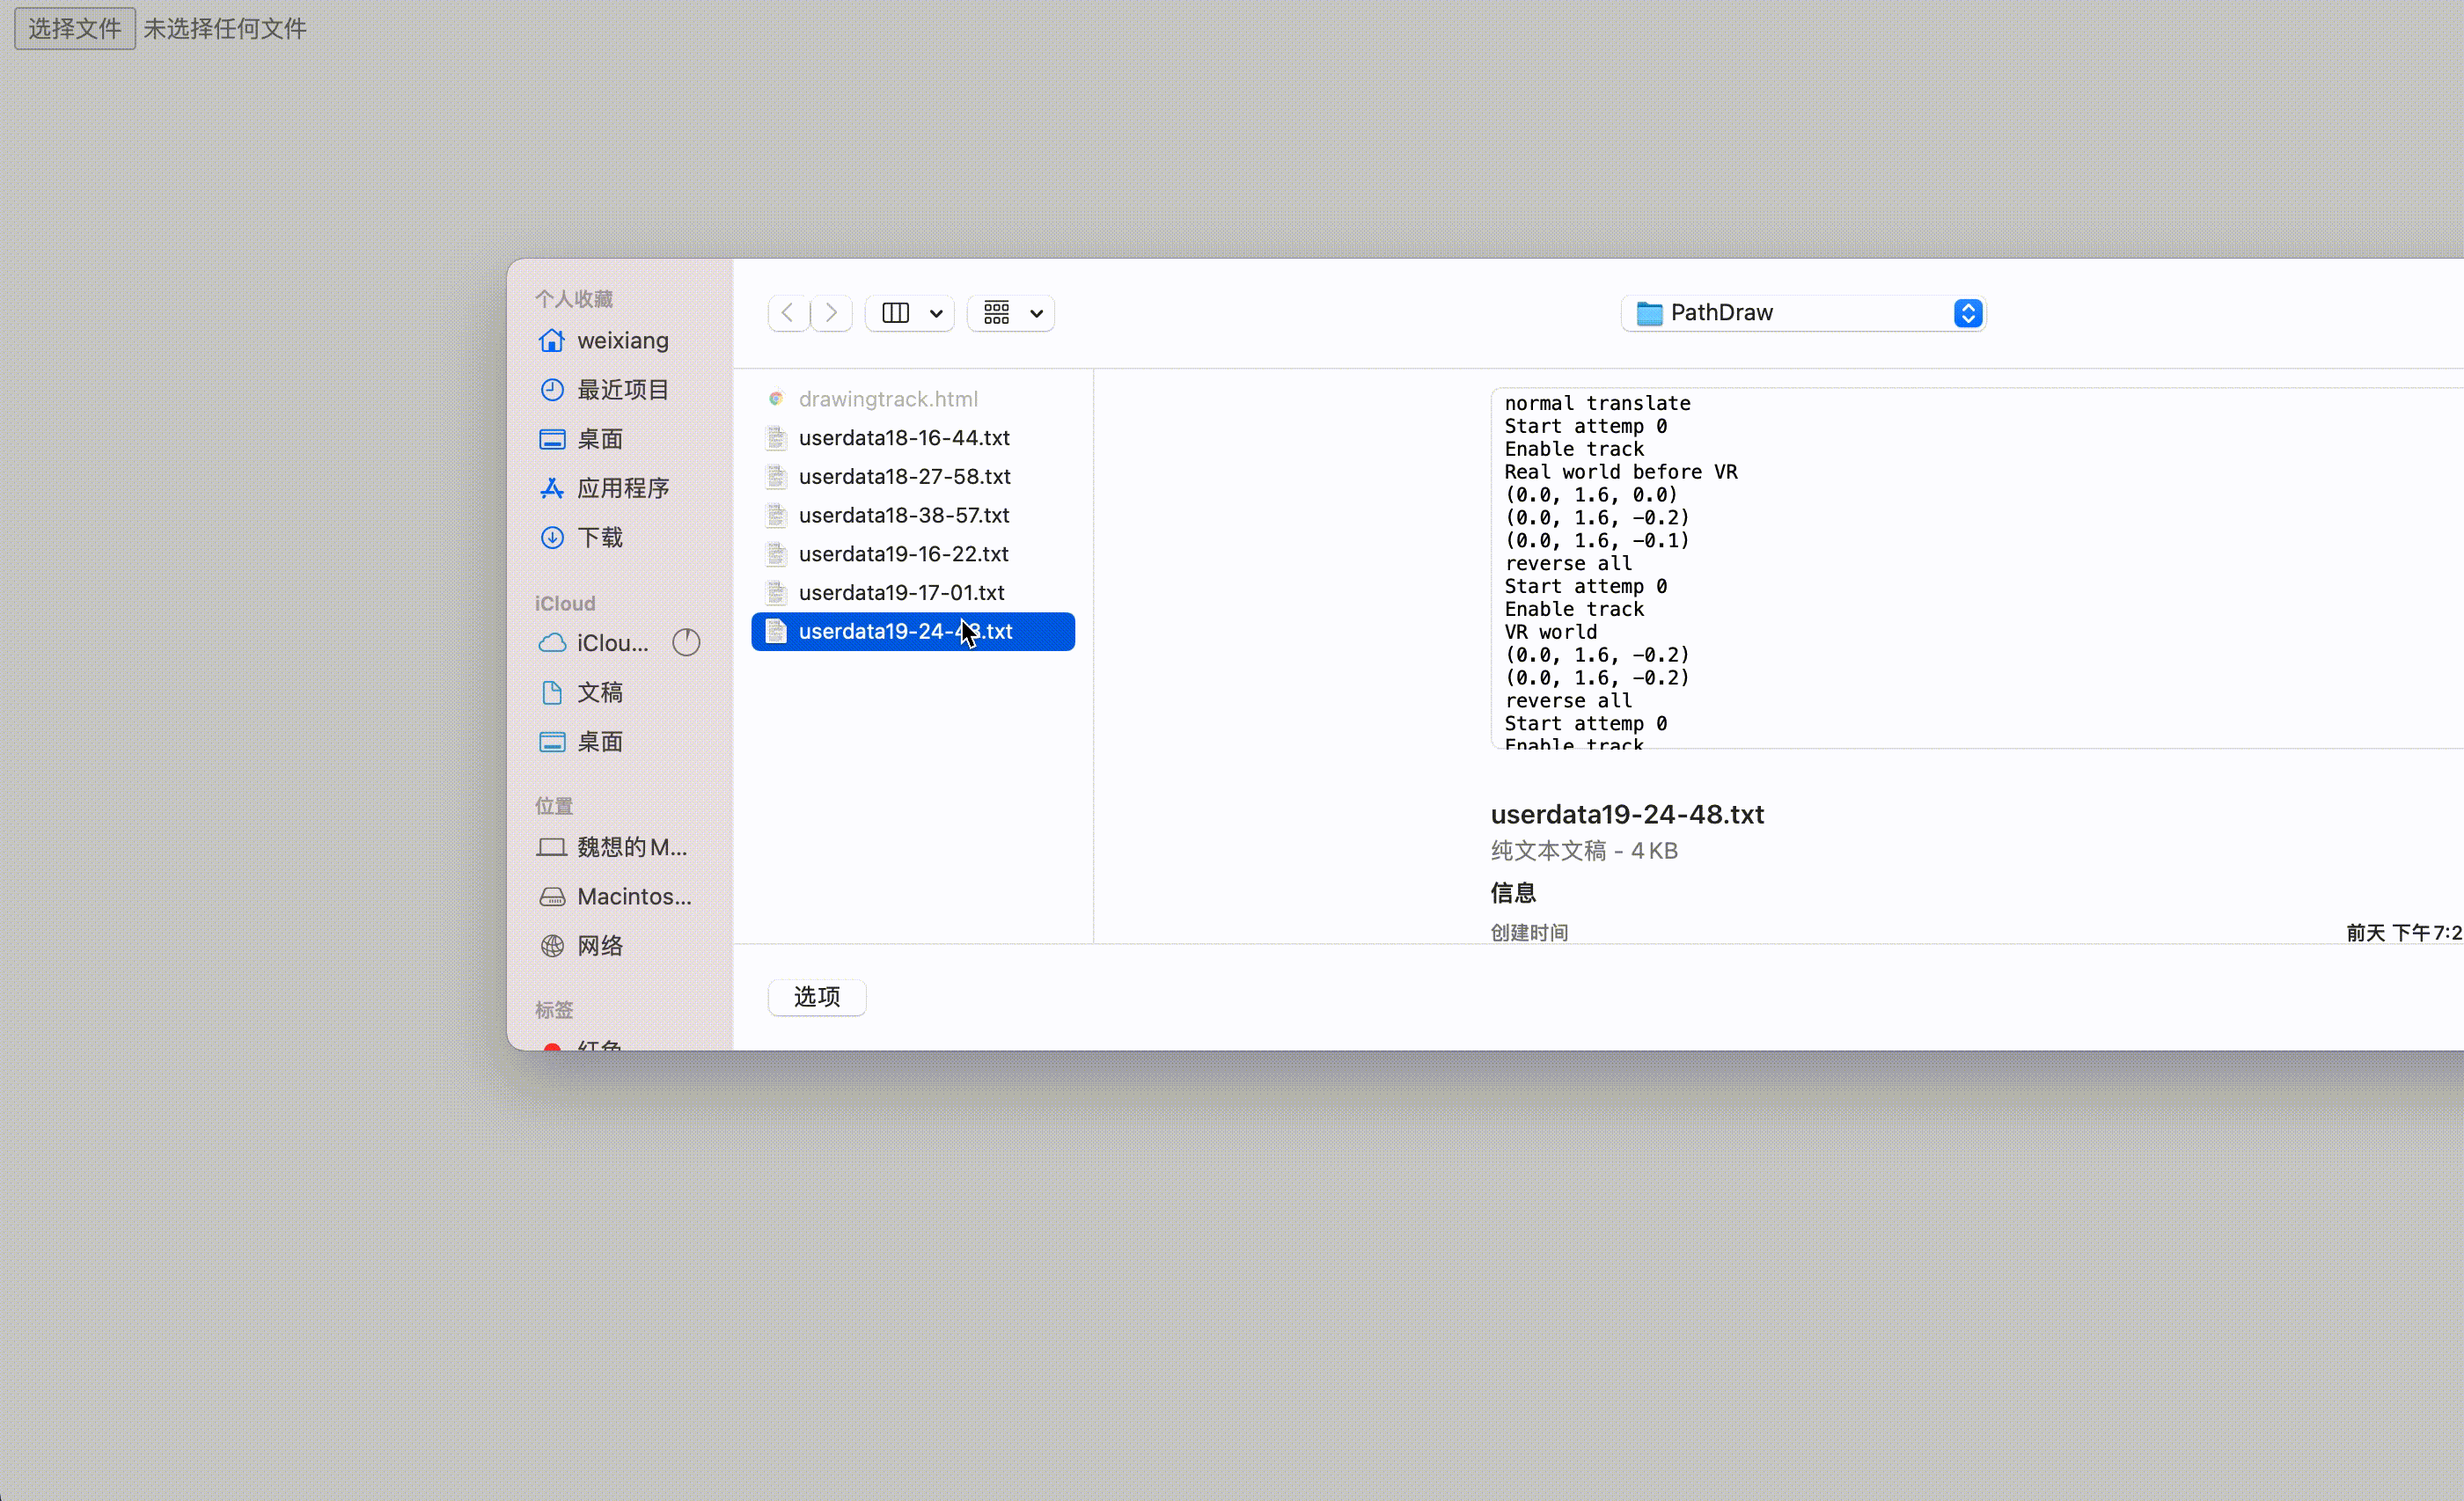 选择文件 未选择任何文件
个人收藏
weixiang
最近项目
桌面
应用程序
下载
iCloud
iClou...
文稿
桌面
位置
魏想的 M...
Macintos...
网络
标签
红色
PathDraw
drawingtrack.html
userdata18-16-44.txt
userdata18-27-58.txt
userdata18-38-57.txt
userdata19-16-22.txt
userdata19-17-01.txt
userdata19-24-48.txt
normal translate
Start attemp 0
Enable track
Real world before VR
(0.0, 1.6, 0.0)
(0.0, 1.6, -0.2)
(0.0, 1.6, -0.1)
reverse all
Start attemp 0
Enable track
VR world
(0.0, 1.6, -0.2)
(0.0, 1.6, -0.2)
reverse all
Start attemp 0
Enable track
userdata19-24-48.txt
纯文本文稿 - 4 KB
信息
创建时间 前天 下午 7:2
选项